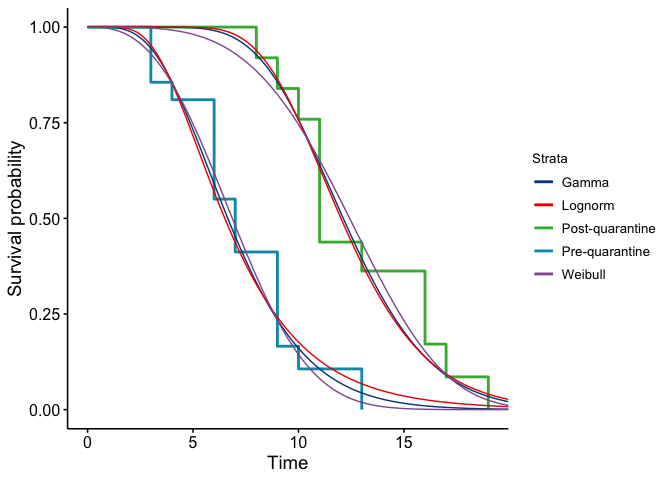 1.00
0.75
0.50
0.25
0.00
Survival probability
0
5
10
15
Time
Strata
Gamma
Lognorm
Post-quarantine
Pre-quarantine
Weibull